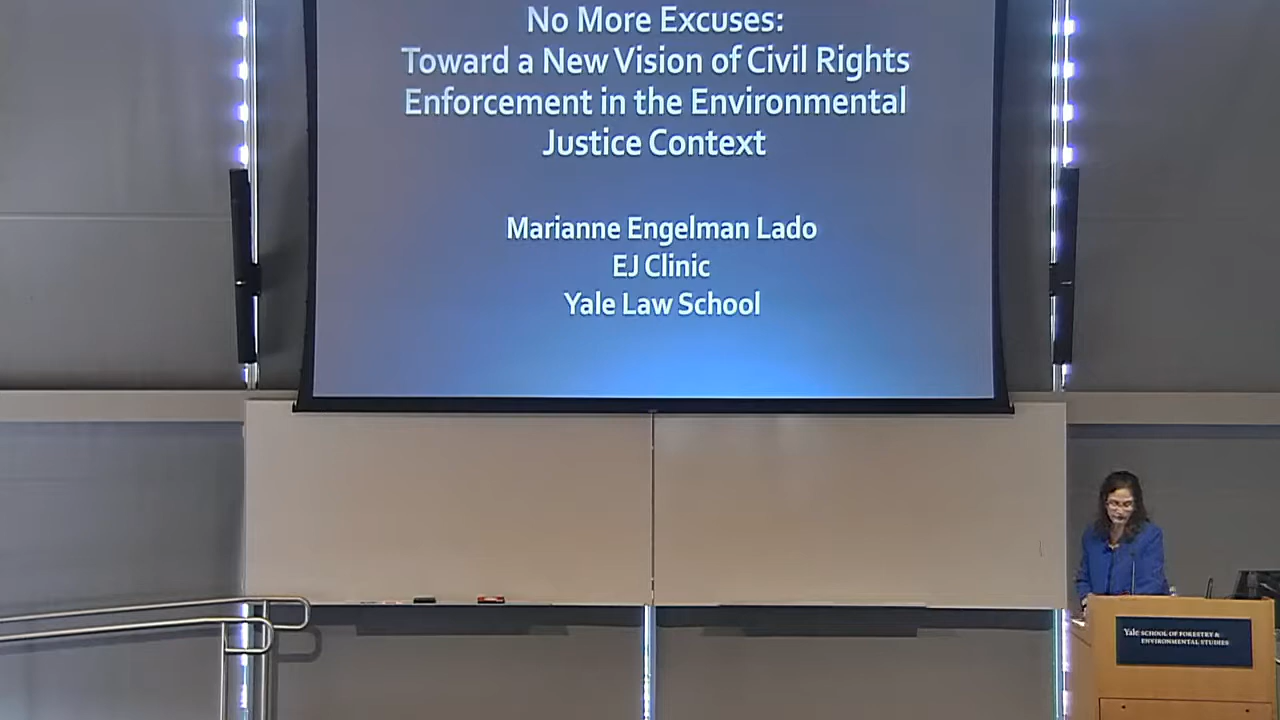 No More Excuses:
Toward a New Vision of Civil Rights
Enforcement in the Environmental
Justice Context
Marianne Engelman Lado
EJ Clinic
Yale Law School
Yale SCHOOL OF FORESTRY &
ENVIRONMENTAL STUDIES